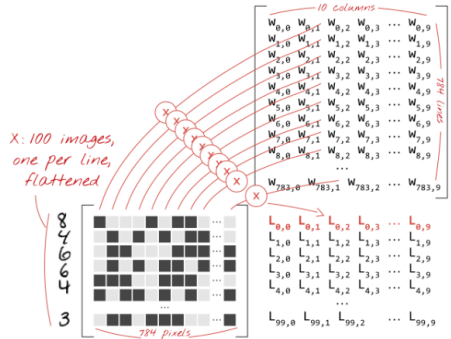 10 columns
W0,0 W0,1 W0,2 W0,3 ... W0,9
W1,0 W1,1 W1,2 W1,3 ... W1,9
W2,0 W2,1 W2,2 W2,3 ... W2,9
W3,0 W3,1 W3,2 W3,3 ... W3,9
W4,0 W4,1 W4,2 W4,3 ... W4,9
W5,0 W5,1 W5,2 W5,3 ... W5,9
W6,0 W6,1 W6,2 W6,3 ... W6,9
W7,0 W7,1 W7,2 W7,3 ... W7,9
W8,0 W8,1 W8,2 W8,3 ... W8,9
...
W783,0 W783,1 W783,2 ... W783,9
784 lines
x x x x x x x x
X: 100 images,
one per line,
flattened
8
4
6
6
4
3
...
784 pixels
L0,0 L0,1 L0,2 L0,3 ... L0,9
L1,0 L1,1 L1,2 L1,3 ... L1,9
L2,0 L2,1 L2,2 L2,3 ... L2,9
L3,0 L3,1 L3,2 L3,3 ... L3,9
L4,0 L4,1 L4,2 L4,3 ... L4,9
...
L99,0 L99,1 L99,2 ... L99,9